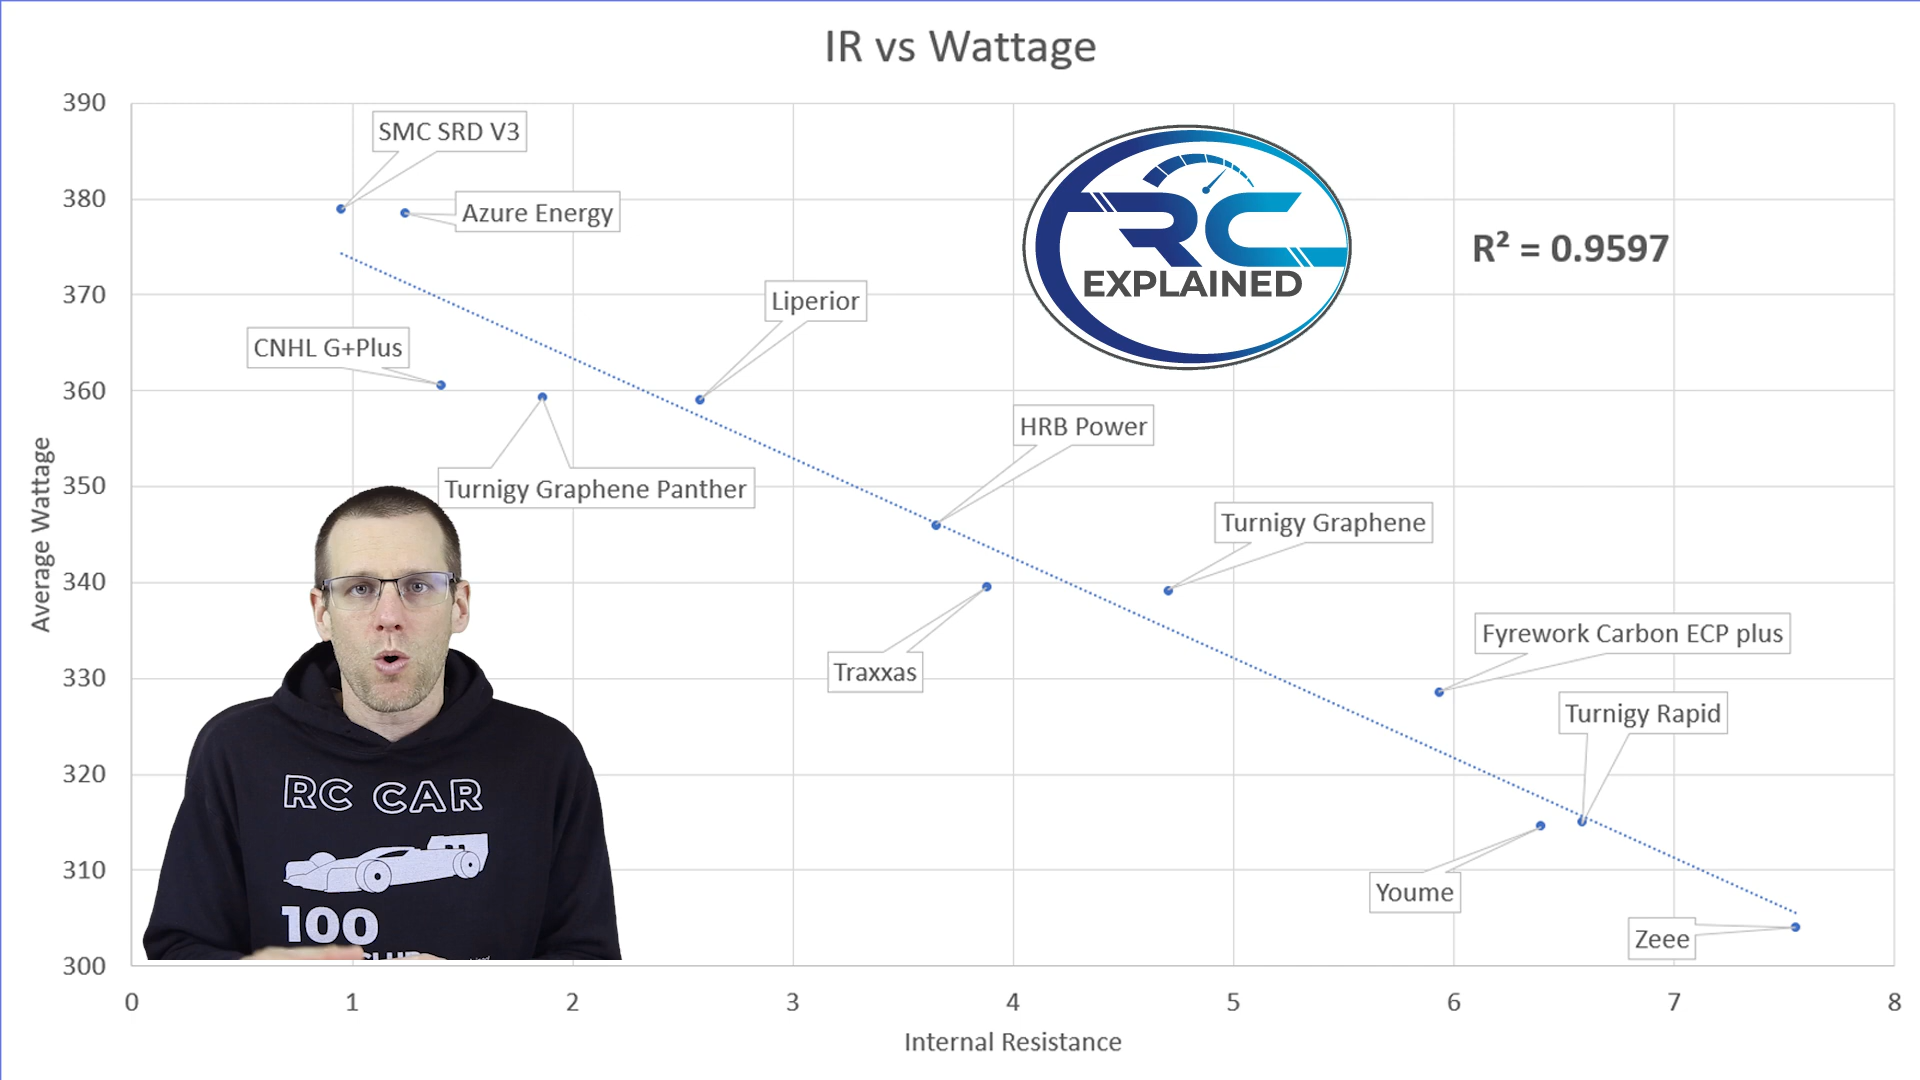 IR vs Wattage
390
380
370
360
350
340
330
320
310
300
Average Wattage
SMC SRD V3
Azure Energy
Liperior
CNHL G+Plus
HRB Power
Turnigy Graphene Panther
Turnigy Graphene
Traxxas
Fyrework Carbon ECP plus
Turnigy Rapid
Youme
Zeee
RC
EXPLAINED
R² = 0.9597
RC CAR
100
0 1 2 3 4 5 6 7 8
Internal Resistance